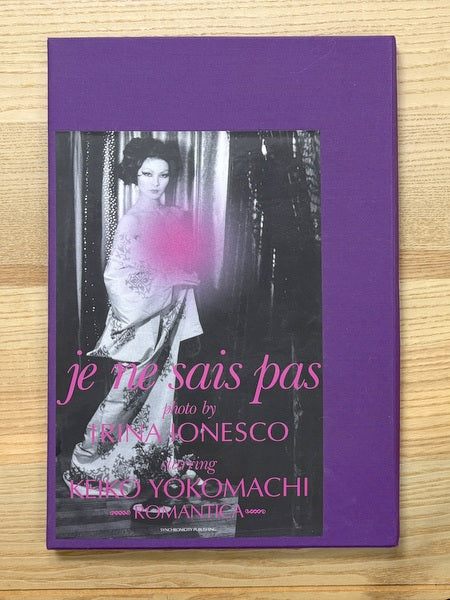 je ne sais pas
photo by
IRINA IONESCO
starring
KEIKO YOKOMACHI
ROMANTICA
SYNCHRONICITY PUBLISHING